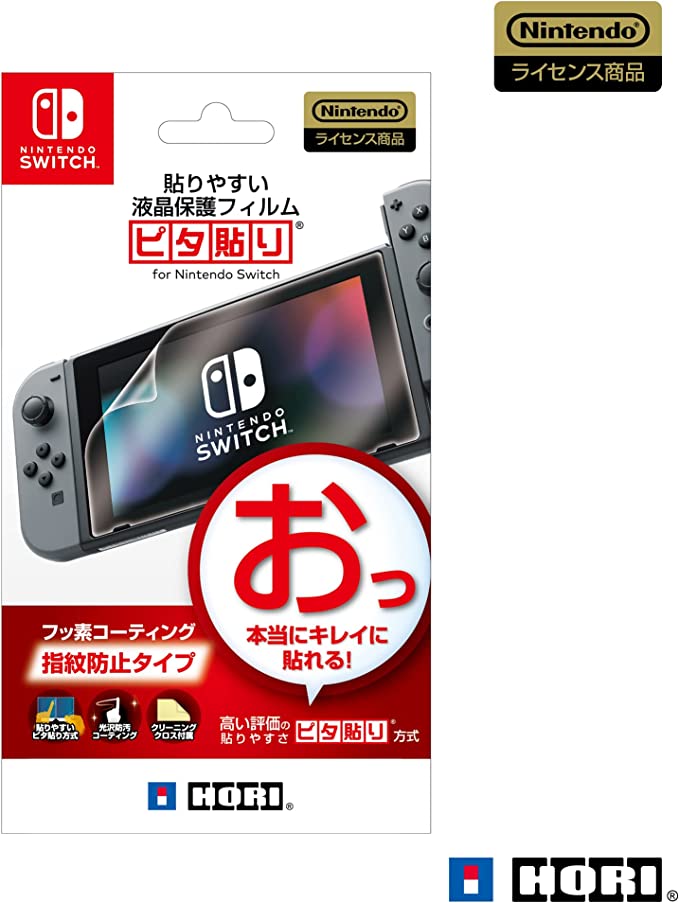 Nintendo®
ライセンス商品
NINTENDO
SWITCH™
Nintendo®
ライセンス商品
貼りやすい
液晶保護フィルム
ピタ貼り®
for Nintendo Switch
X
Y
B
NINTENDO
SWITCH™
おっ
本当にキレイに
貼れる!
フッ素コーティング
指紋防止タイプ
貼りやすい
ピタ貼り方式
光沢防汚
コーティング
クリーニング
クロス付属
高い評価の
貼りやすさ
ピタ貼り®方式
HORI®
HORI®